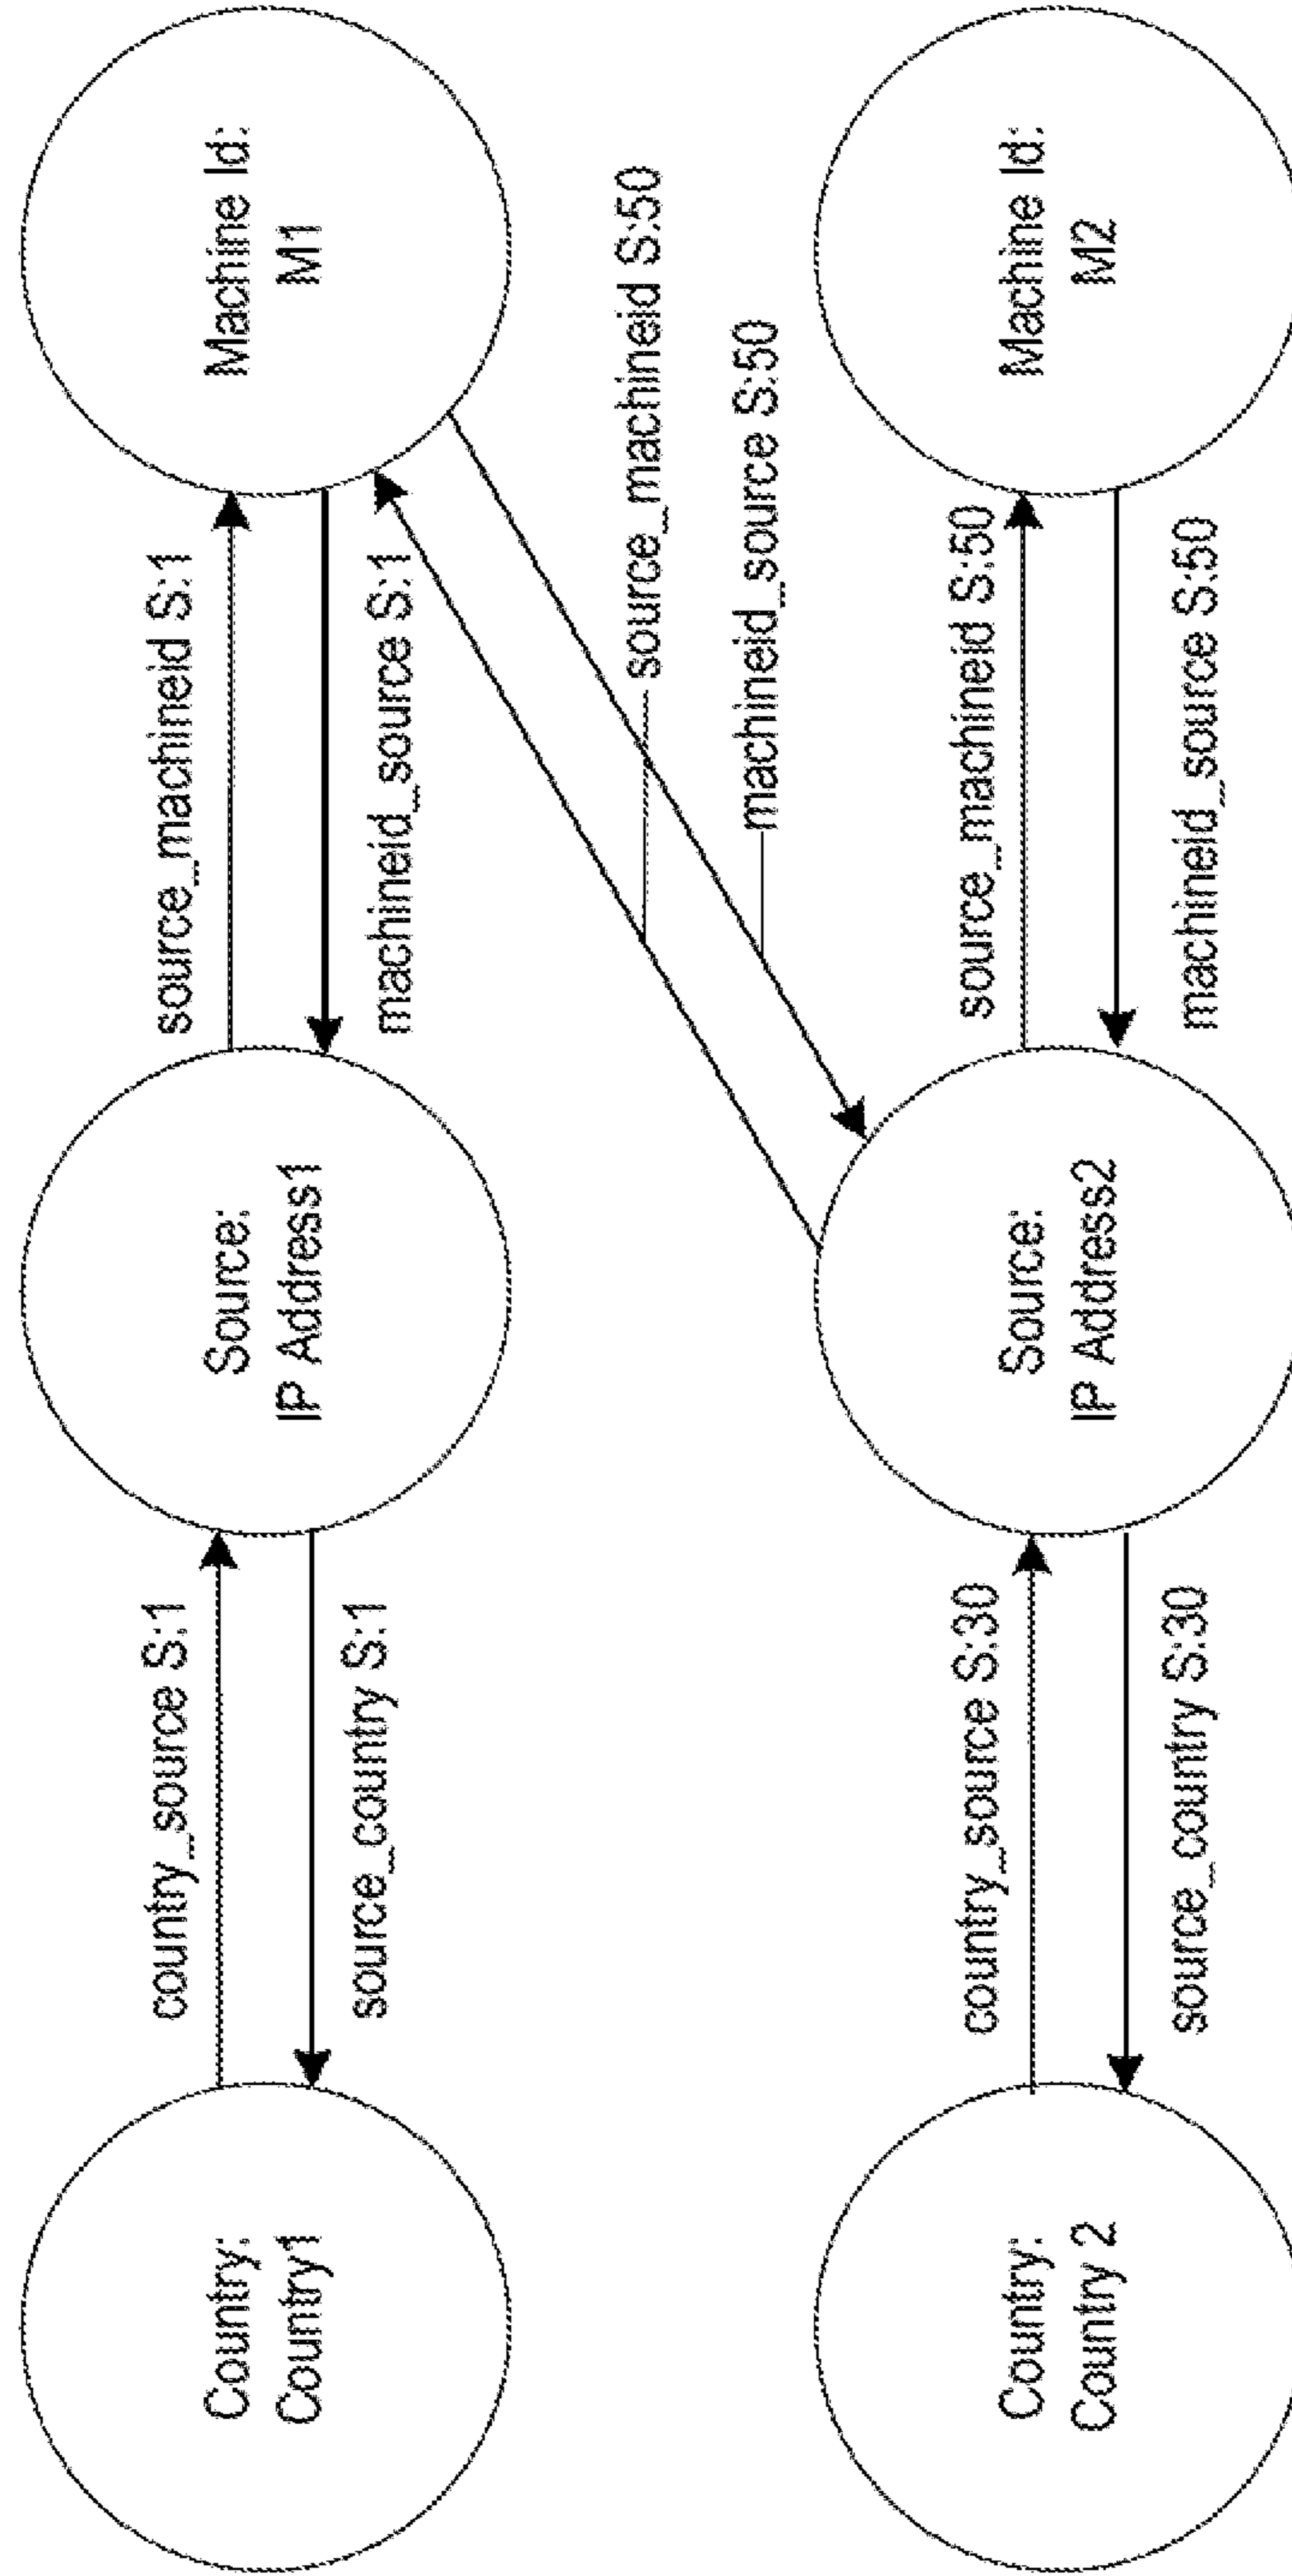 Country:
Country1
country_source S:1
source_country S:1
Source:
IP Address1
source_machineid S:1
machineid_source S:1
Machine Id:
M1
source_machineid S:50
machineid_source S:50
Country:
Country 2
country_source S:30
source_country S:30
Source:
IP Address2
source_machineid S:50
machineid_source S:50
Machine Id:
M2